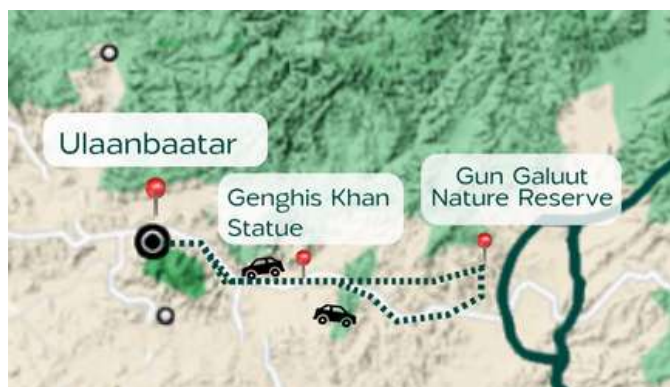 Ulaanbaatar
Genghis Khan
Statue
Gun Galuut
Nature Reserve